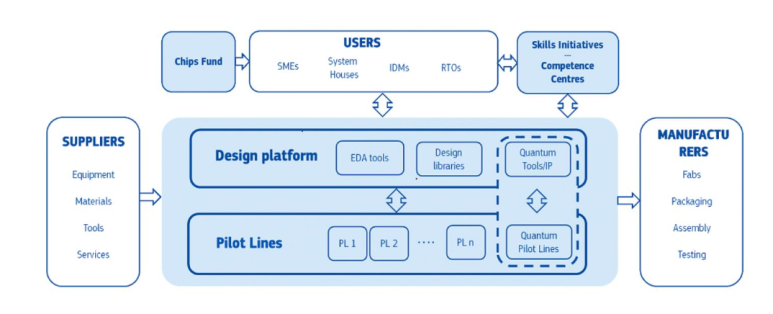 Chips Fund
USERS
SMEs
System
Houses
IDMs
RTOs
Skills Initiatives
...
Competence
Centres
SUPPLIERS
Equipment
Materials
Tools
Services
Design platform
EDA tools
Design
libraries
Quantum
Tools/IP
Pilot Lines
PL 1
PL 2
....
PL n
Quantum
Pilot Lines
MANUFACTU
RERS
Fabs
Packaging
Assembly
Testing